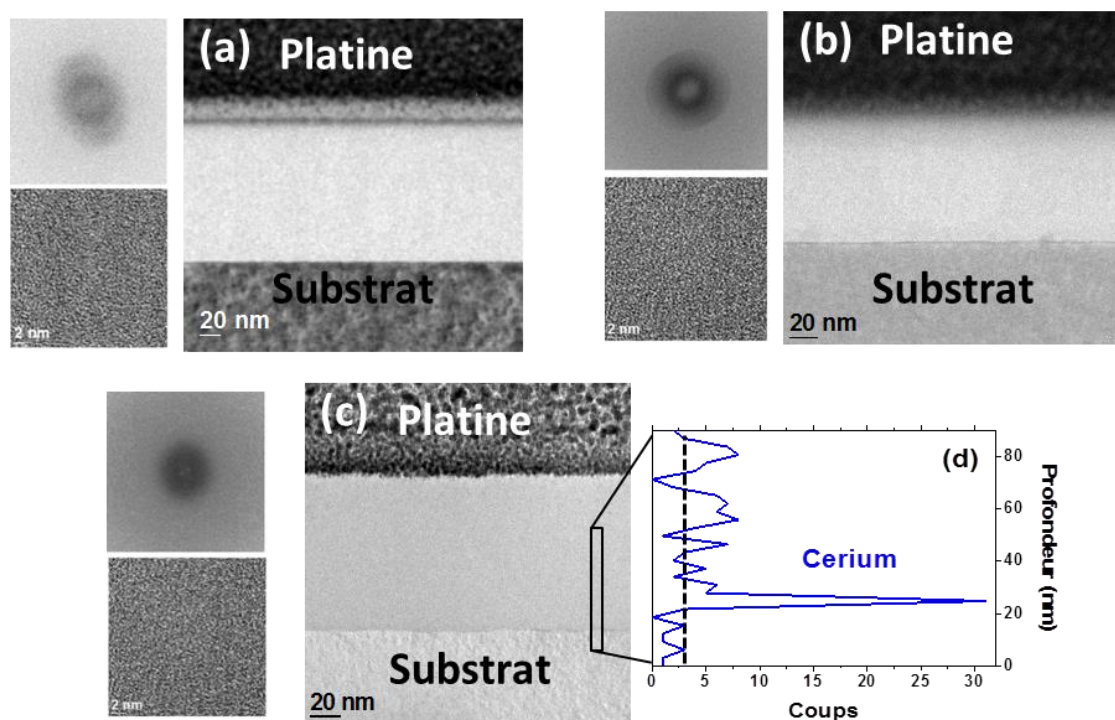 (a) Platine
Substrat
20 nm
2 nm
(b) Platine
Substrat
20 nm
2 nm
(c) Platine
Substrat
20 nm
2 nm
(d)
Cerium
80
60
40
20
0
Profondeur (nm)
0 5 10 15 20 25 30
Coups